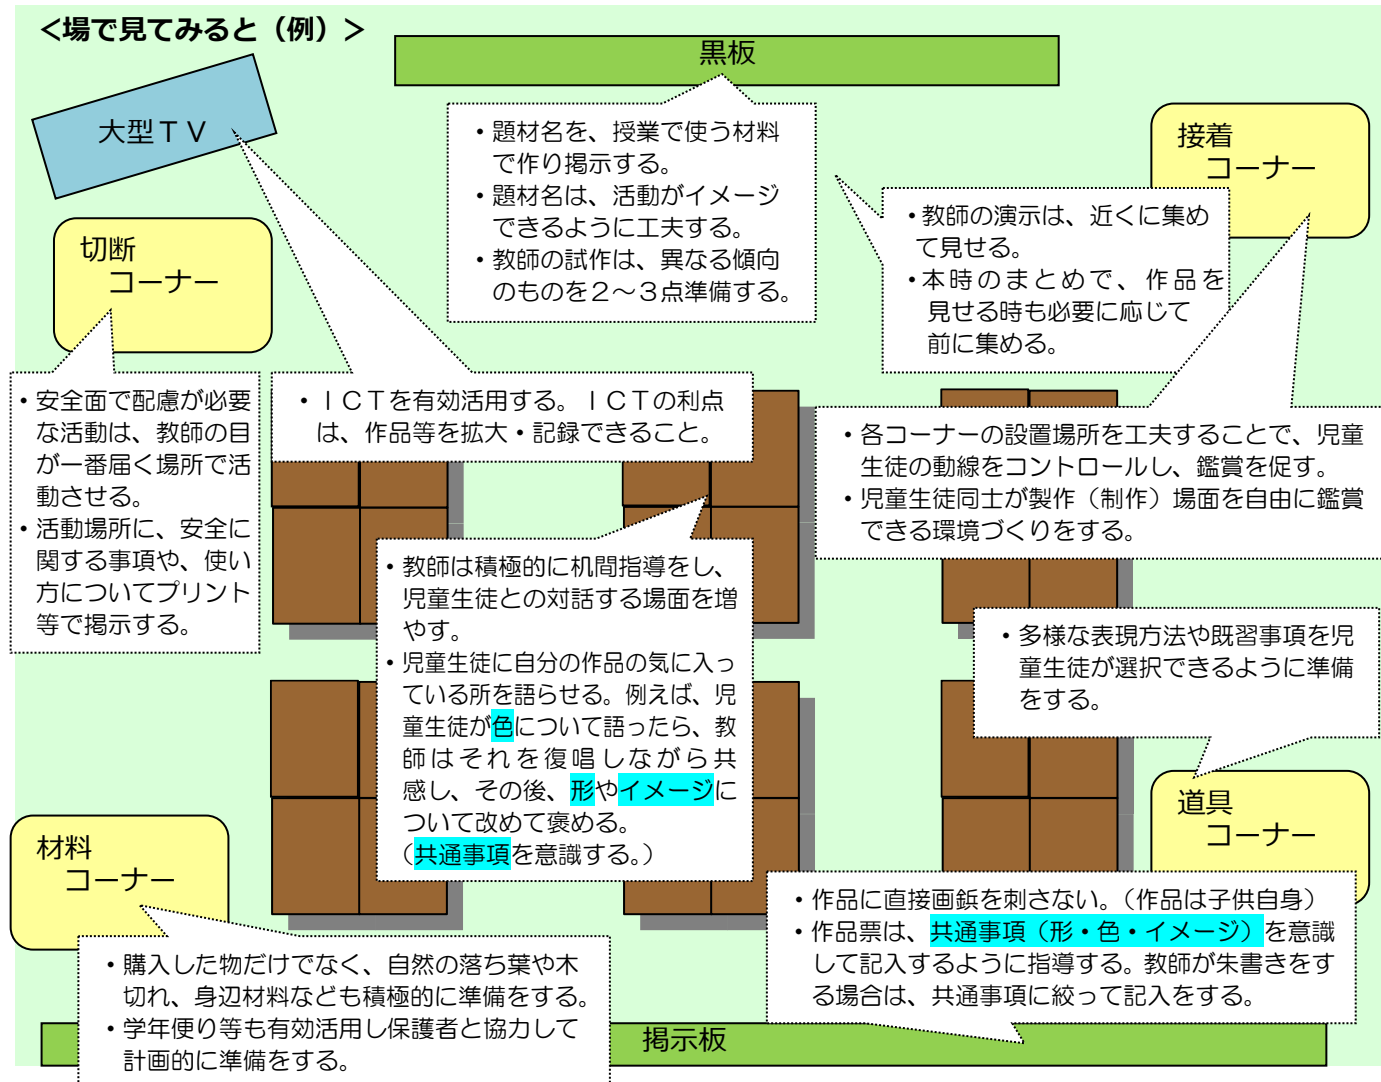 ＜場で見てみると（例）＞
黒板
大型ＴＶ
・題材名を、授業で使う材料
で作り掲示する。
・題材名は、活動がイメージ
できるように工夫する。
・教師の試作は、異なる傾向
のものを２～３点準備する。
接着
コーナー
・教師の演示は、近くに集め
て見せる。
・本時のまとめで、作品を
見せる時も必要に応じて
前に集める。
切断
コーナー
・安全面で配慮が必要
な活動は、教師の目
が一番届く場所で活
動させる。
・活動場所に、安全に
関する事項や、使い
方についてプリント
等で掲示する。
・ＩＣＴを有効活用する。ＩＣＴの利点
は、作品等を拡大・記録できること。
・各コーナーの設置場所を工夫することで、児童
生徒の動線をコントロールし、鑑賞を促す。
・児童生徒同士が製作（制作）場面を自由に鑑賞
できる環境づくりをする。
・教師は積極的に机間指導をし、
児童生徒との対話する場面を増
やす。
・児童生徒に自分の作品の気に入っ
ている所を語らせる。例えば、児
童生徒が色について語ったら、教
師はそれを復唱しながら共
感し、その後、形やイメージに
ついて改めて褒める。
（共通事項を意識する。）
・多様な表現方法や既習事項を児
童生徒が選択できるように準備
をする。
道具
コーナー
材料
コーナー
・購入した物だけでなく、自然の落ち葉や木
切れ、身辺材料なども積極的に準備をする。
・学年便り等も有効活用し保護者と協力して
計画的に準備をする。
・作品に直接画鋲を刺さない。（作品は子供自身）
・作品票は、共通事項（形・色・イメージ）を意識
して記入するように指導する。教師が朱書きをす
る場合は、共通事項に絞って記入をする。
掲示板